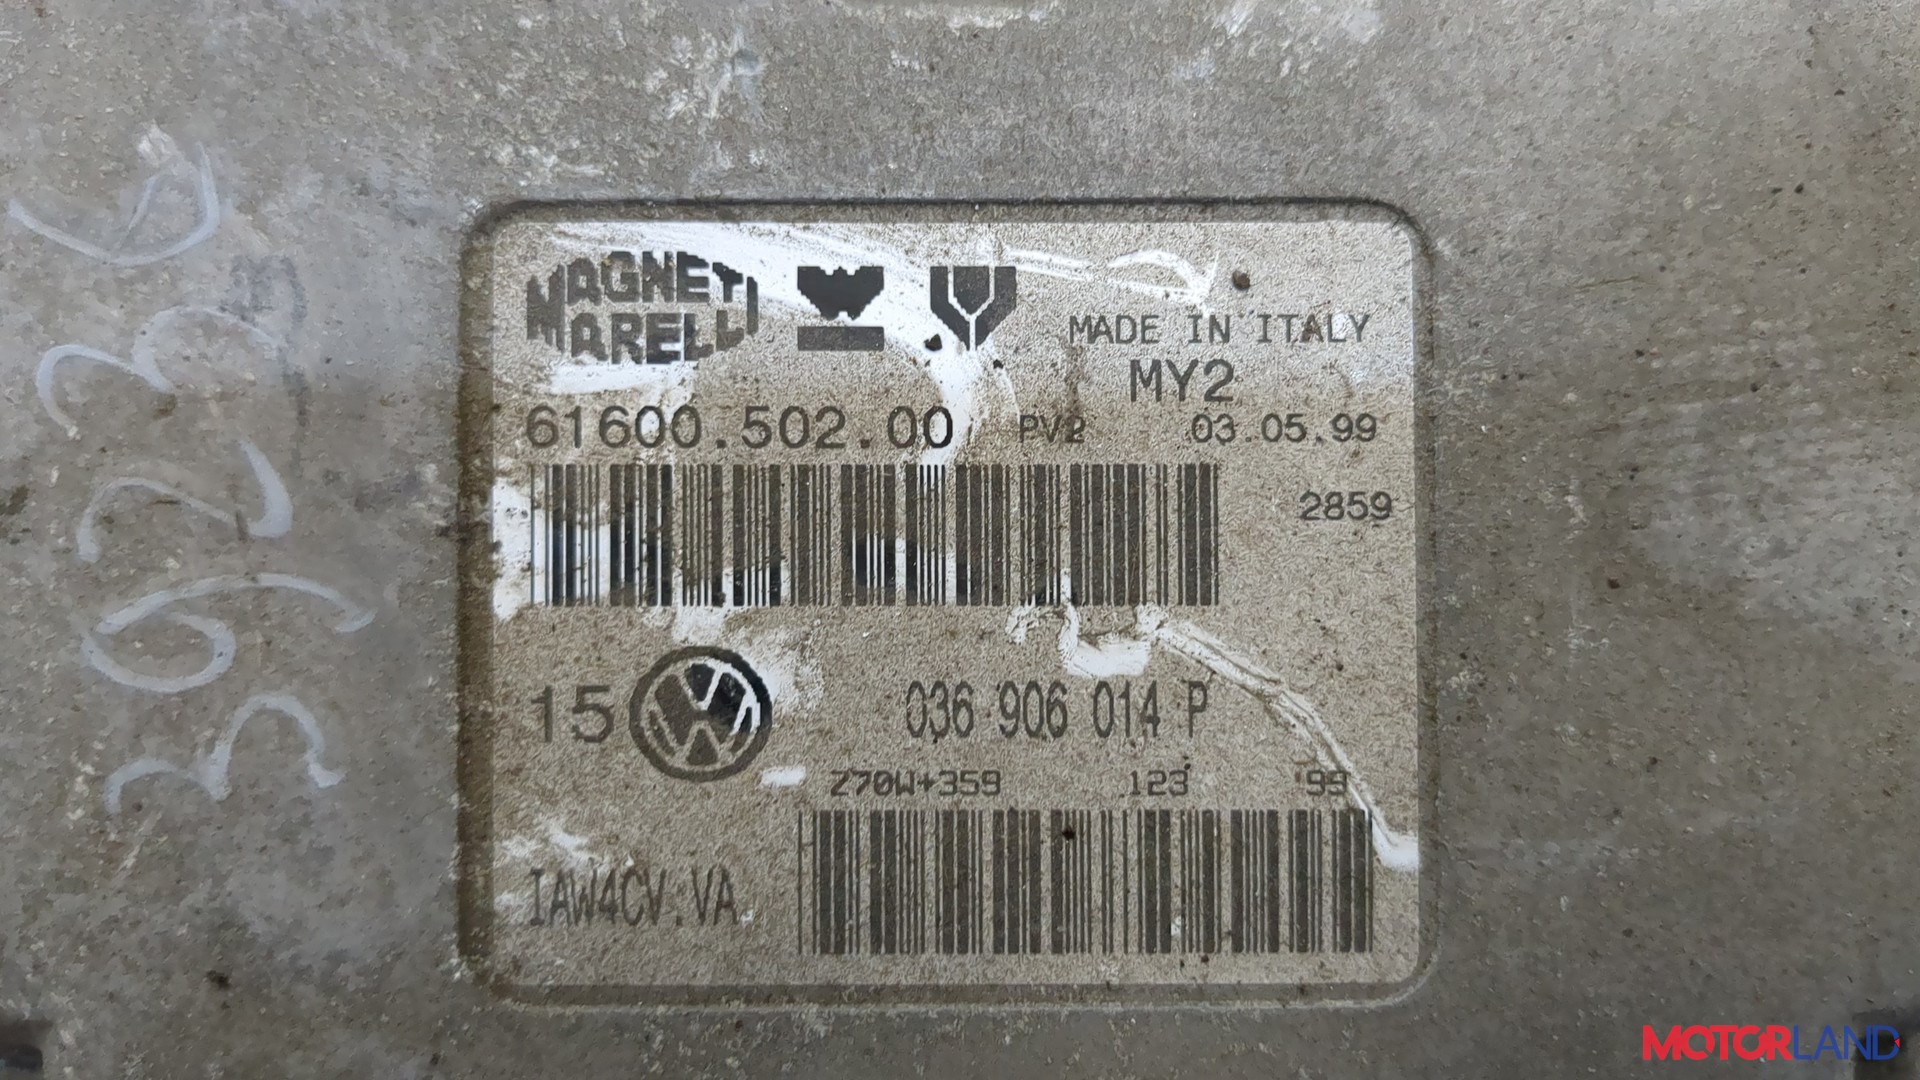 MAGNETI
MARELLI
MADE IN ITALY
MY2
61600.502.00 PV2 03.05.99
2859
15 036 906 014 P
Z70W+359 123 99
IAW4CV.VA
39236
MOTORLAND